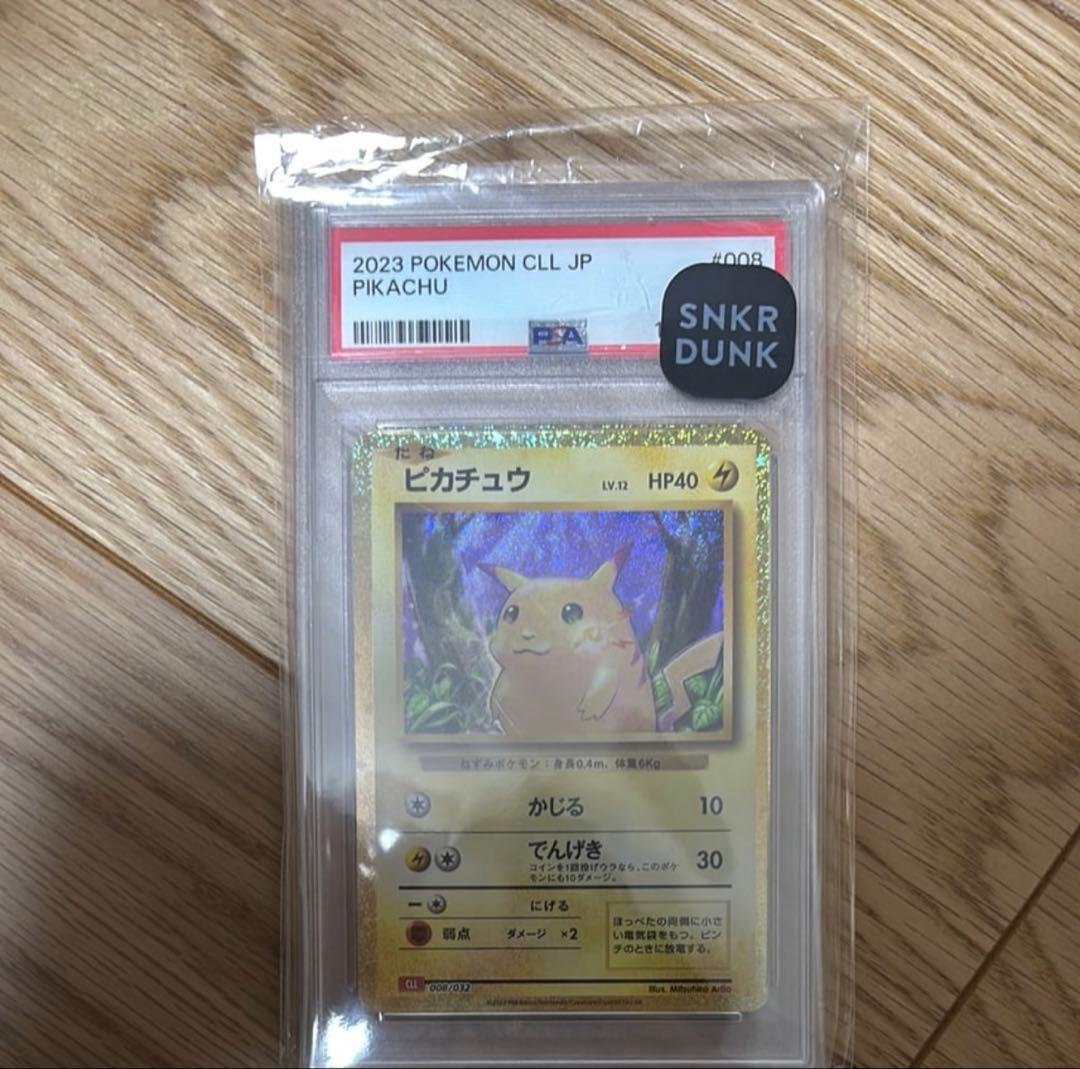 2023 POKEMON CLL JP #008
PIKACHU
PSA
SNKR
DUNK
たね
ピカチュウ LV.12 HP40
ねずみポケモン：身長0.4m、体重6Kg
かじる 10
でんげき 30
コインを1回投げウラなら、このポケ
モンにも10ダメージ。
にげる
弱点 ダメージ ×2
ほっぺたの両側に小さ
い電気袋をもつ。ピン
チのときに放電する。
CLL 008/032
Illus. Mitsuhiro Arita